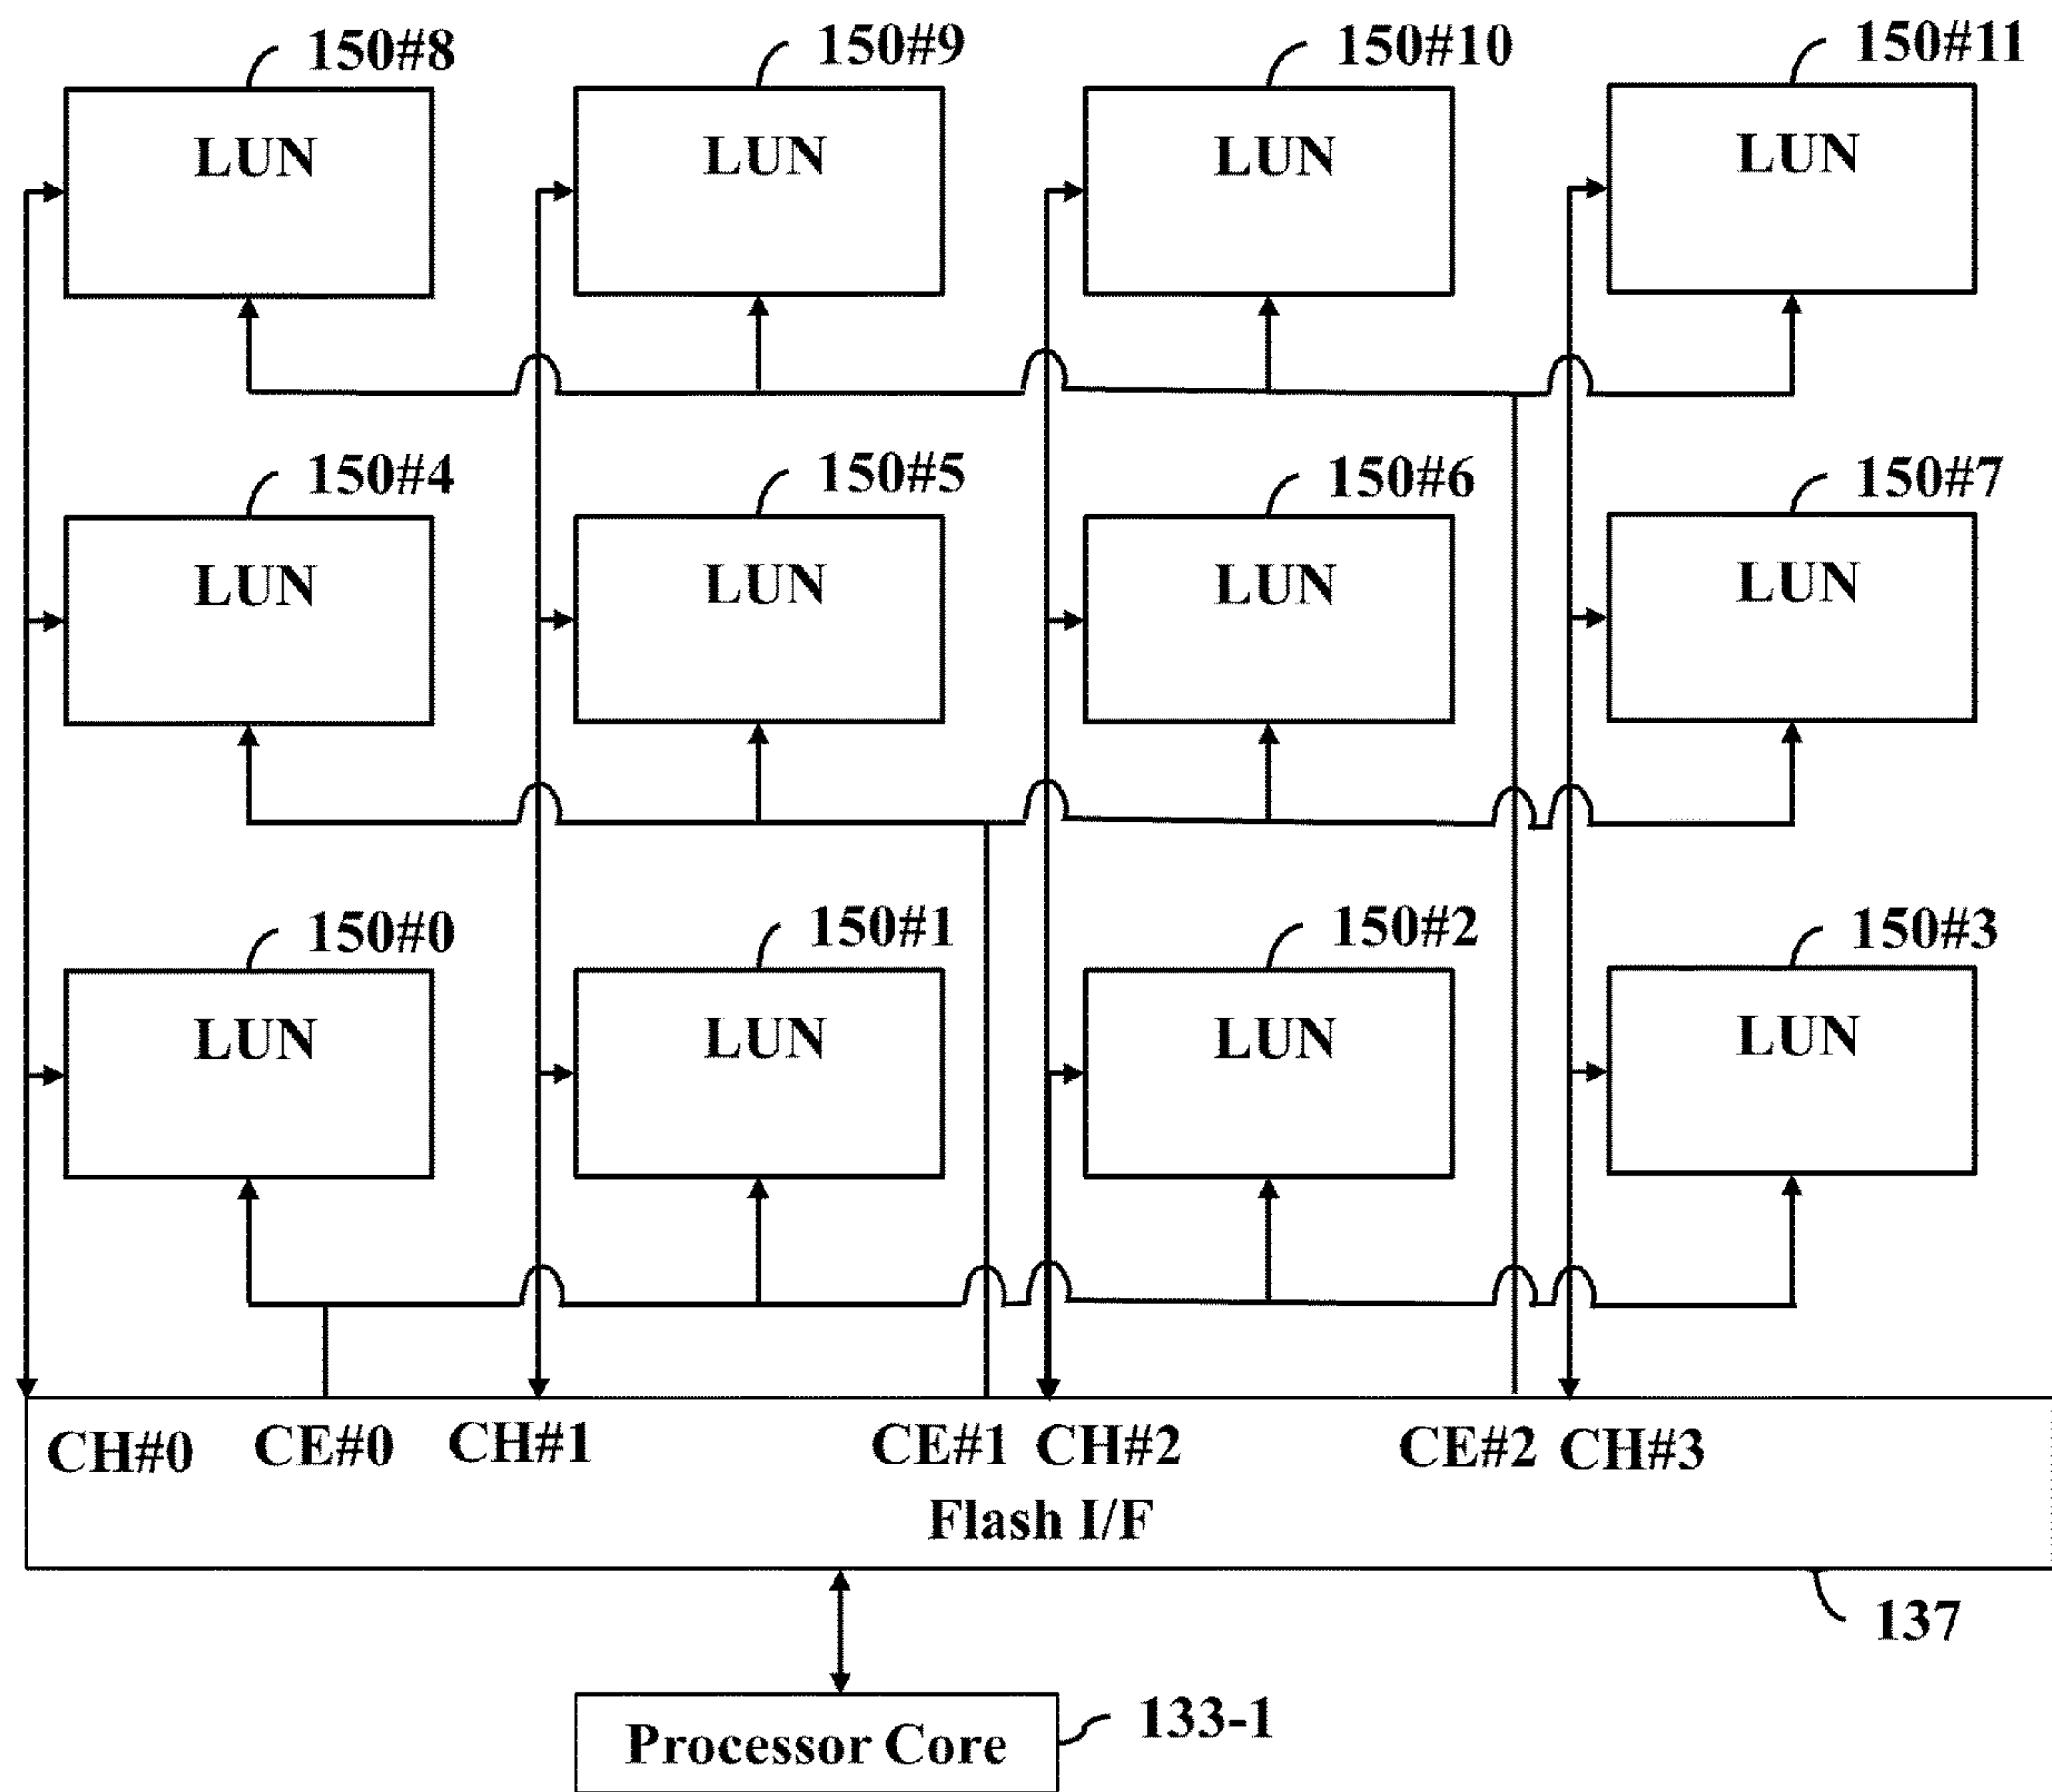 150#8 150#9 150#10 150#11
LUN LUN LUN LUN
150#4 150#5 150#6 150#7
LUN LUN LUN LUN
150#0 150#1 150#2 150#3
LUN LUN LUN LUN
CH#0 CE#0 CH#1 CE#1 CH#2 CE#2 CH#3
Flash I/F
137
Processor Core 133-1